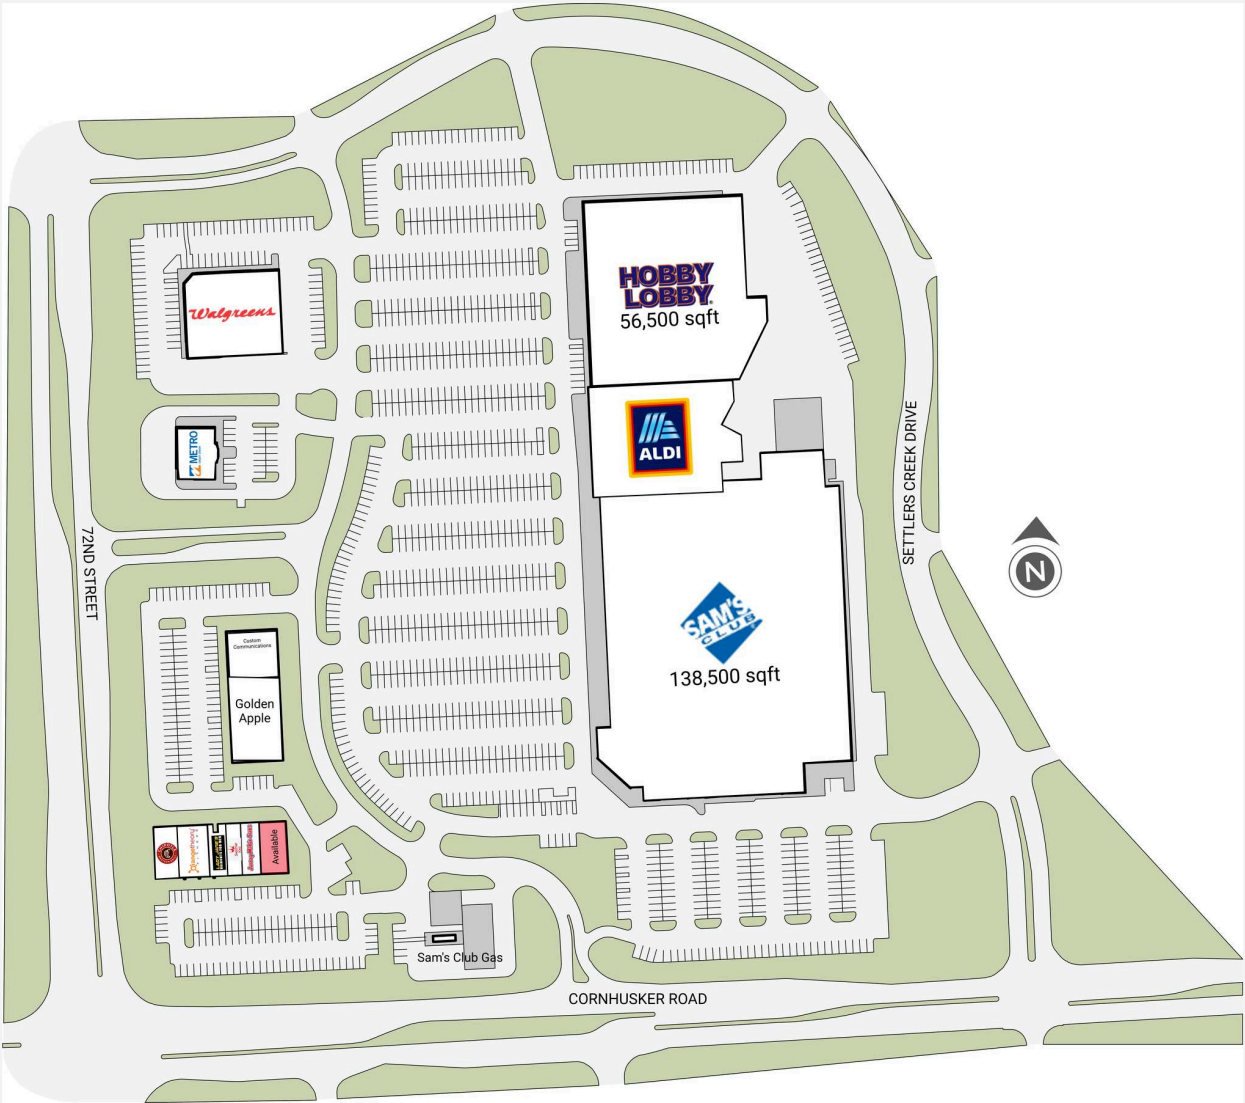 HOBBY
LOBBY
56,500 sqft
Walgreens
ALDI
METRO
SETTLERS CREEK DRIVE
72ND STREET
N
SAM'S
CLUB
138,500 sqft
Custom
Communications
Golden
Apple
Orangetheory
Available
Sam's Club Gas
CORNHUSKER ROAD